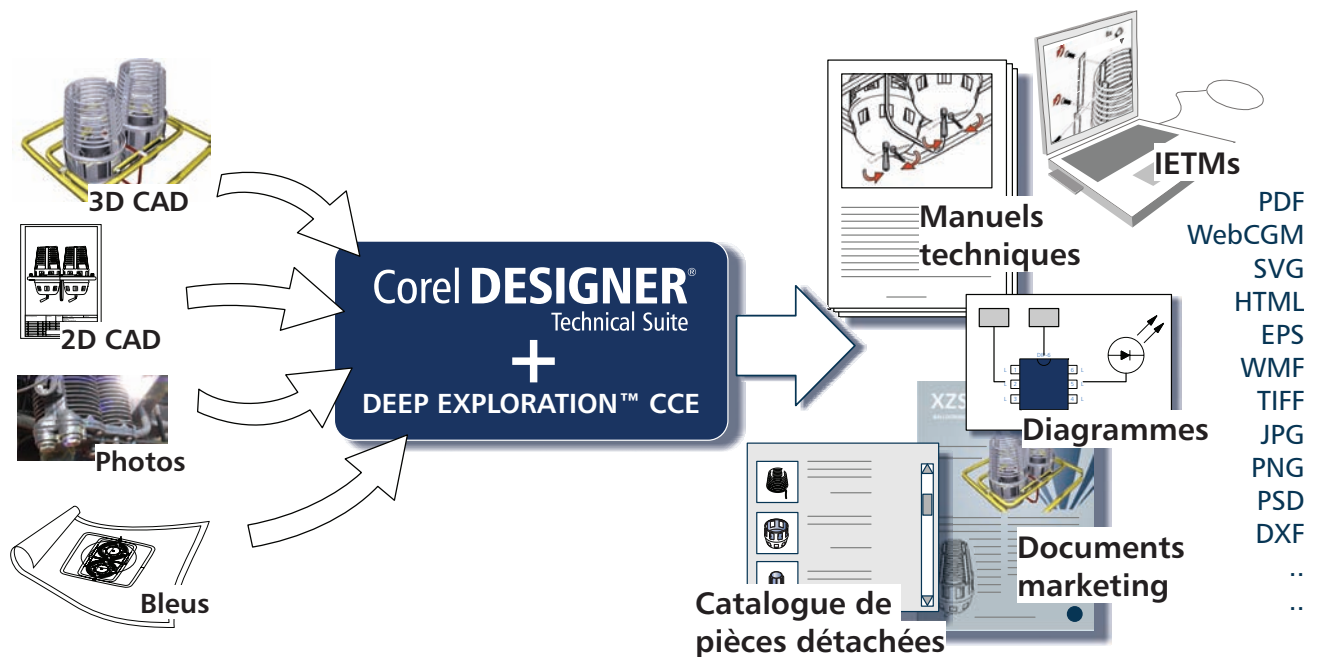 3D CAD
2D CAD
Photos
Bleus
Corel DESIGNER®
Technical Suite
+
DEEP EXPLORATION™ CCE
IETMs
Manuels
techniques
Diagrammes
XZS
Documents
marketing
Catalogue de
pièces détachées
PDF
WebCGM
SVG
HTML
EPS
WMF
TIFF
JPG
PNG
PSD
DXF
..
..